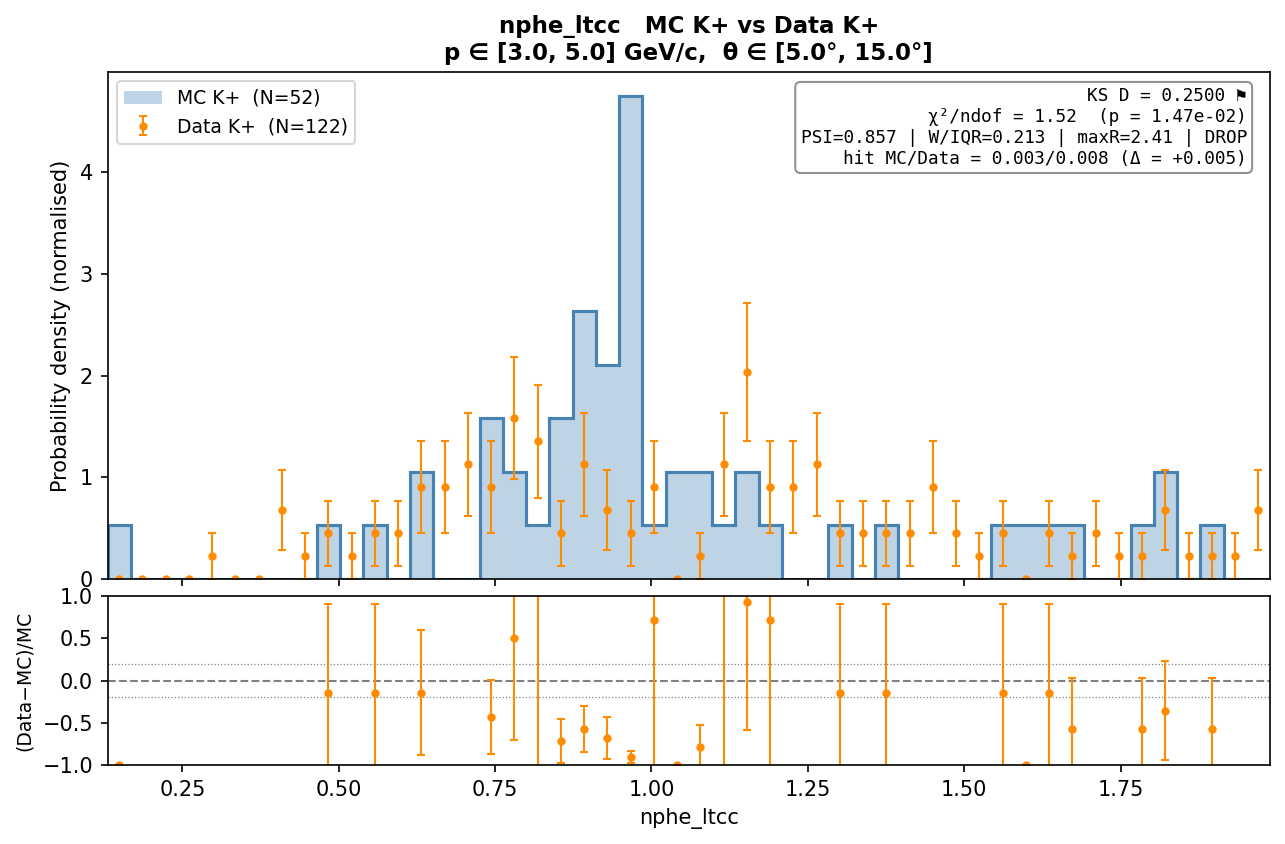 nphe_ltcc   MC K+ vs Data K+
p ∈ [3.0, 5.0] GeV/c,  θ ∈ [5.0°, 15.0°]
MC K+  (N=52)
Data K+  (N=122)
KS D = 0.2500 ⚑
χ²/ndof = 1.52  (p = 1.47e-02)
PSI=0.857 | W/IQR=0.213 | maxR=2.41 | DROP
hit MC/Data = 0.003/0.008 (Δ = +0.005)
Probability density (normalised)
4
3
2
1
0
(Data−MC)/MC
1.0
0.5
0.0
−0.5
−1.0
0.25 0.50 0.75 1.00 1.25 1.50 1.75
nphe_ltcc